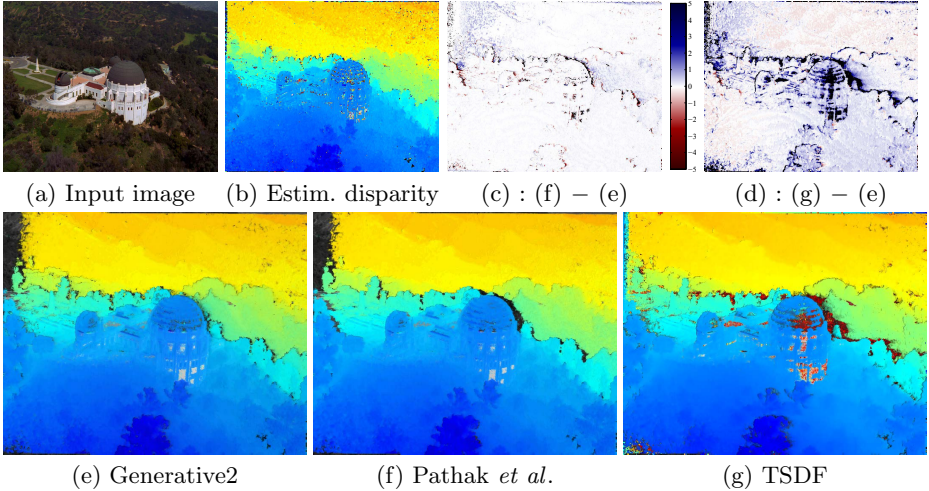 5
4
3
2
1
0
-1
-2
-3
-4
-5
(a) Input image
(b) Estim. disparity
(c) : (f) − (e)
(d) : (g) − (e)
(e) Generative2
(f) Pathak et al.
(g) TSDF